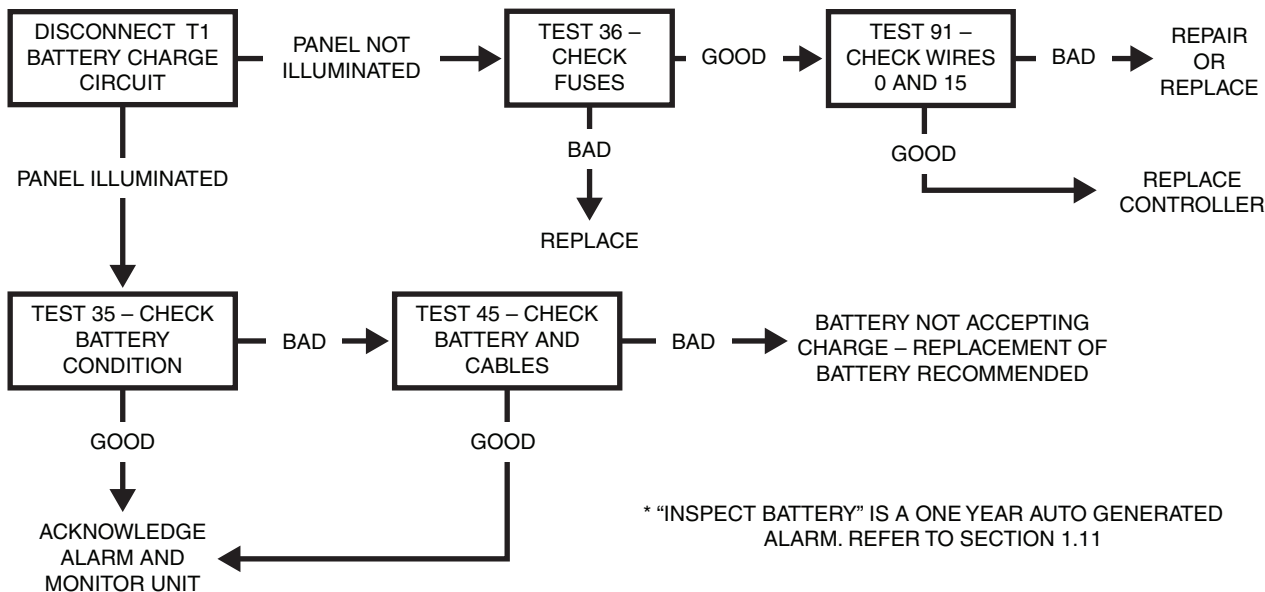 DISCONNECT T1
BATTERY CHARGE
CIRCUIT
PANEL NOT
ILLUMINATED
TEST 36 –
CHECK
FUSES
GOOD
TEST 91 –
CHECK WIRES
0 AND 15
BAD
REPAIR
OR
REPLACE
BAD
REPLACE
GOOD
REPLACE
CONTROLLER
PANEL ILLUMINATED
TEST 35 – CHECK
BATTERY
CONDITION
BAD
TEST 45 – CHECK
BATTERY AND
CABLES
BAD
BATTERY NOT ACCEPTING
CHARGE – REPLACEMENT OF
BATTERY RECOMMENDED
GOOD
GOOD
ACKNOWLEDGE
ALARM AND
MONITOR UNIT
* “INSPECT BATTERY” IS A ONE YEAR AUTO GENERATED
ALARM. REFER TO SECTION 1.11